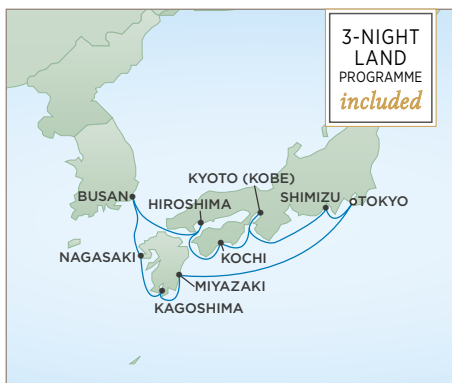 3-NIGHT
LAND
PROGRAMME
included
KYOTO (KOBE)
BUSAN
HIROSHIMA
SHIMIZU
TOKYO
NAGASAKI
KOCHI
MIYAZAKI
KAGOSHIMA